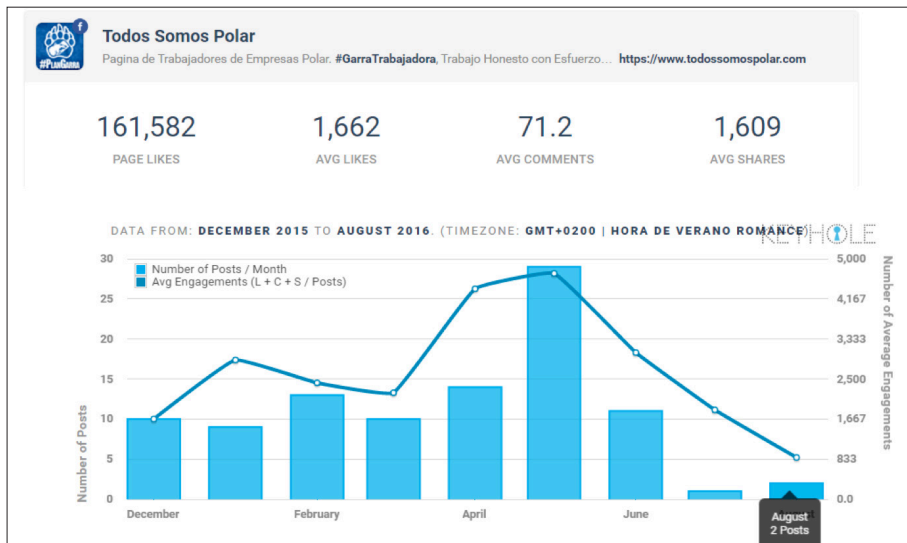 f
#PLANGARRA
Todos Somos Polar
Pagina de Trabajadores de Empresas Polar. #GarraTrabajadora, Trabajo Honesto con Esfuerzo... https://www.todossomospolar.com
161,582 1,662 71.2 1,609
PAGE LIKES AVG LIKES AVG COMMENTS AVG SHARES
DATA FROM: DECEMBER 2015 TO AUGUST 2016. (TIMEZONE: GMT+0200 | HORA DE VERANO ROMANCE)
KEYHOLE
Number of Posts / Month
Avg Engagements (L + C + S / Posts)
30 5,000
25 4,167
20 3,333
15 2,500
10 1,667
5 833
0 0.0
Number of Posts
Number of Average Engagements
December February April June August
August
2 Posts